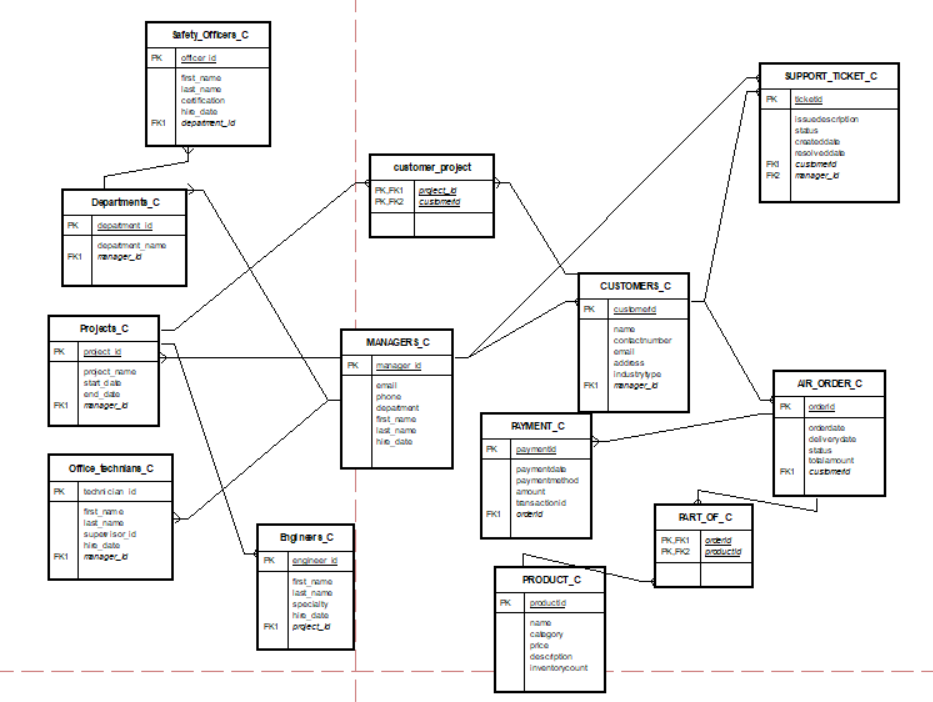 Safety_Officers_C
PK officer_id
first_name
last_name
certification
hire_date
FK1 department_id
customer_project
PK,FK1 project_id
PK,FK2 customerid
SUPPORT_TICKET_C
PK ticketid
issuedescription
status
createddate
resolveddate
FK1 customerid
FK2 manager_id
Departments_C
PK department_id
department_name
FK1 manager_id
Projects_C
PK project_id
project_name
start_date
end_date
FK1 manager_id
MANAGERS_C
PK manager_id
email
phone
department
first_name
last_name
hire_date
CUSTOMERS_C
PK customerid
name
contactnumber
email
address
industrytype
FK1 manager_id
AIR_ORDER_C
PK orderid
orderdate
deliverydate
status
totalamount
FK1 customerid
PAYMENT_C
PK paymentid
paymentdate
paymentmethod
amount
transactionid
FK1 orderid
Office_technians_C
PK technician_id
first_name
last_name
supervisor_id
hire_date
FK1 manager_id
Engineers_C
PK engineer_id
first_name
last_name
specialty
hire_date
FK1 project_id
PART_OF_C
PK,FK1 orderid
PK,FK2 productid
PRODUCT_C
PK productid
name
category
price
description
inventorycount